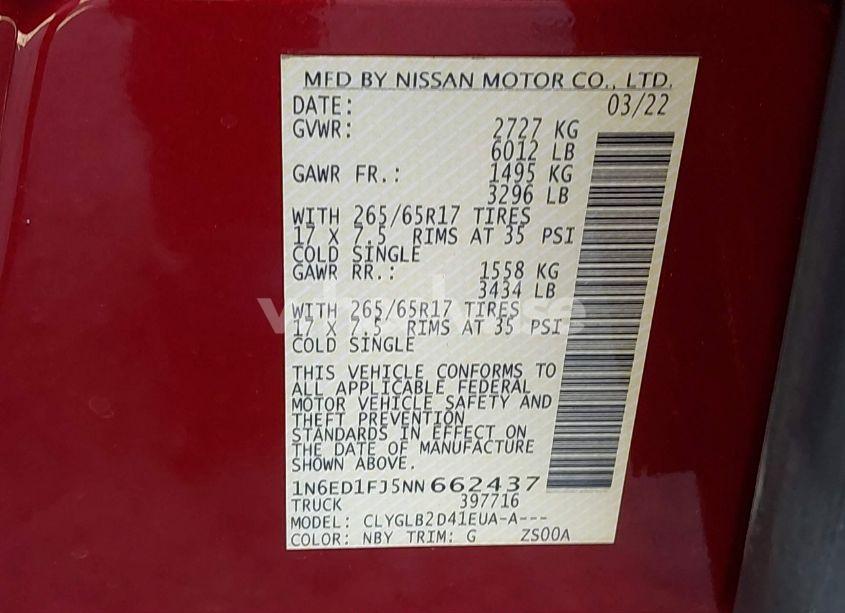 MFD BY NISSAN MOTOR CO., LTD.
DATE: 03/22
GVWR: 2727 KG
6012 LB
GAWR FR.: 1495 KG
3296 LB
WITH 265/65R17 TIRES
17 X 7.5 RIMS AT 35 PSI
COLD SINGLE
GAWR RR.: 1558 KG
3434 LB
WITH 265/65R17 TIRES
17 X 7.5 RIMS AT 35 PSI
COLD SINGLE
THIS VEHICLE CONFORMS TO
ALL APPLICABLE FEDERAL
MOTOR VEHICLE SAFETY AND
THEFT PREVENTION
STANDARDS IN EFFECT ON
THE DATE OF MANUFACTURE
SHOWN ABOVE.
1N6ED1FJ5NN662437
TRUCK 397716
MODEL: CLYGLB2D41EUA-A---
COLOR: NBY TRIM: G ZS00A